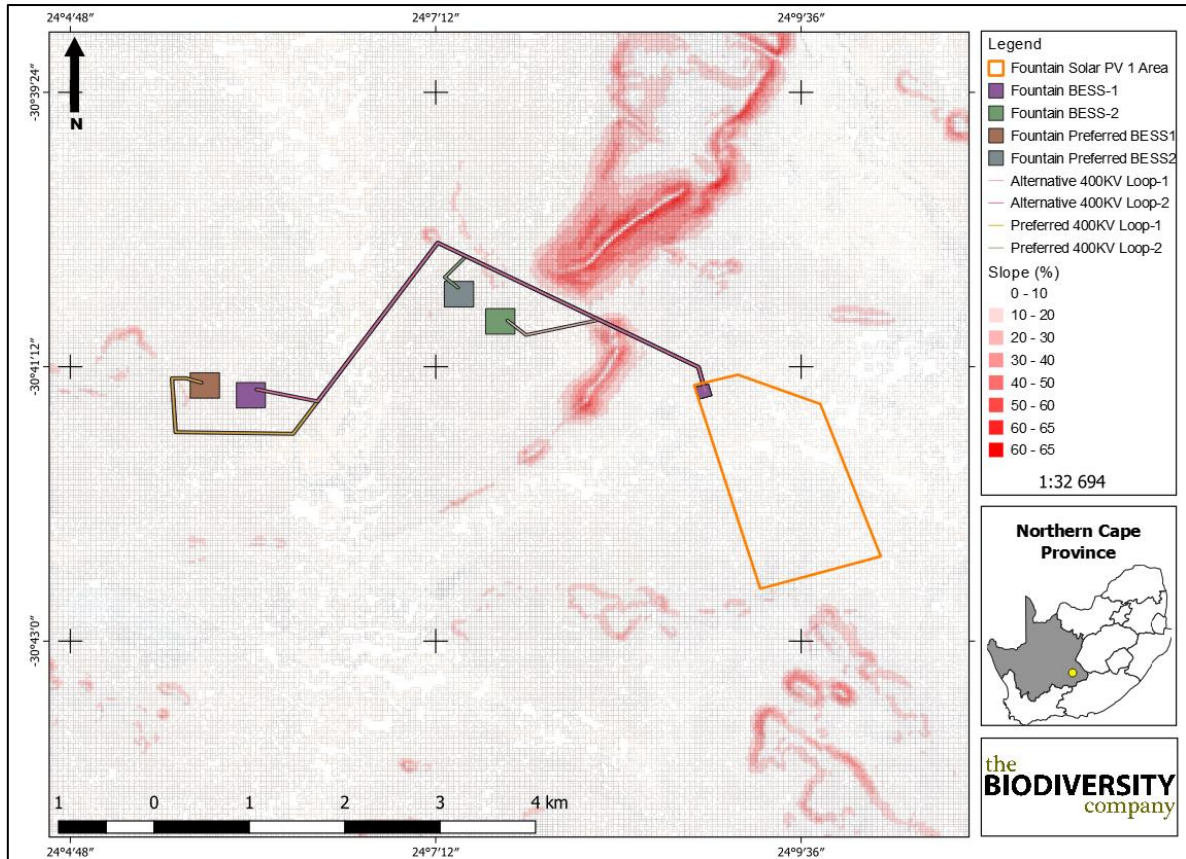 24°4'48" 24°7'12" 24°9'36"
-30°39'24"
-30°41'12"
-30°43'0"
N
1 0 1 2 3 4 km
24°4'48" 24°7'12" 24°9'36"
Legend
Fountain Solar PV 1 Area
Fountain BESS-1
Fountain BESS-2
Fountain Preferred BESS1
Fountain Preferred BESS2
Alternative 400KV Loop-1
Alternative 400KV Loop-2
Preferred 400KV Loop-1
Preferred 400KV Loop-2
Slope (%)
0 - 10
10 - 20
20 - 30
30 - 40
40 - 50
50 - 60
60 - 65
60 - 65
1:32 694
Northern Cape
Province
the
BIODIVERSITY
company